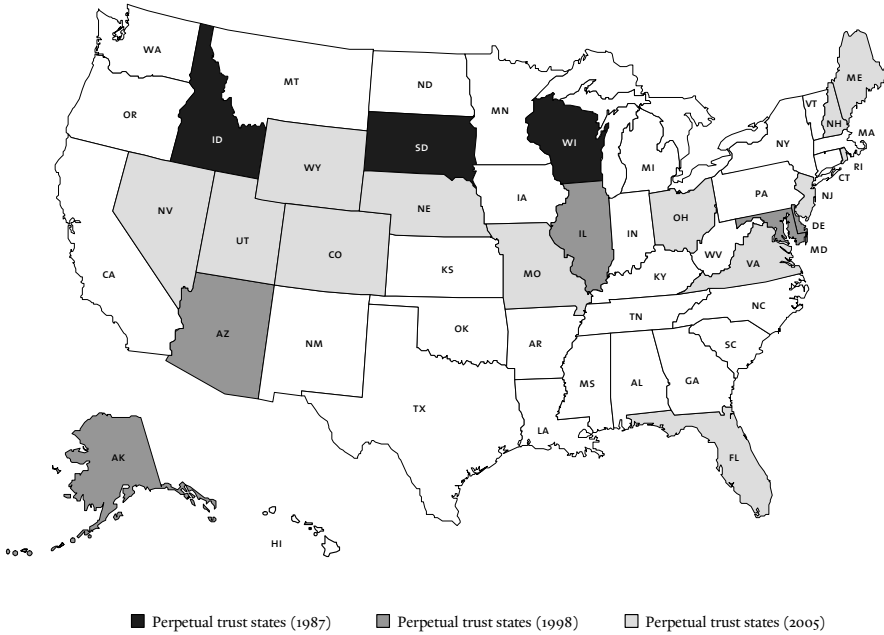 WA
MT
ND
MN
OR
ID
SD
WI
WY
NV
UT
CO
NE
IA
IL
IN
OH
MI
PA
NY
VT
NH
ME
MA
RI
CT
NJ
DE
MD
CA
KS
MO
KY
WV
VA
AZ
NM
OK
AR
TN
NC
SC
TX
LA
MS
AL
GA
FL
AK
HI
Perpetual trust states (1987) Perpetual trust states (1998) Perpetual trust states (2005)